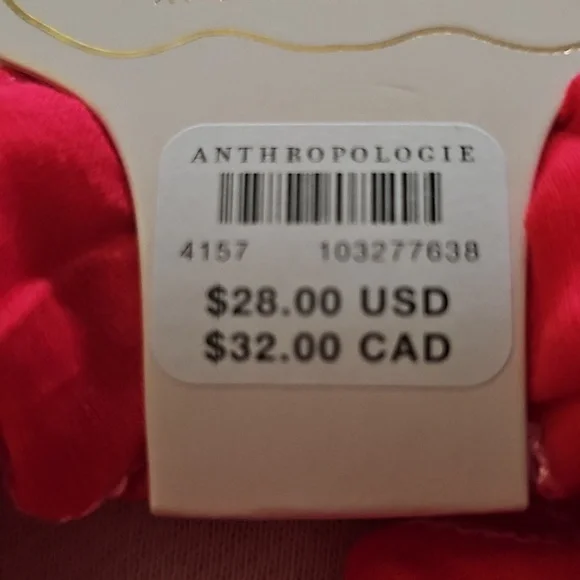 ANTHROPOLOGIE
4157 103277638
$28.00 USD
$32.00 CAD